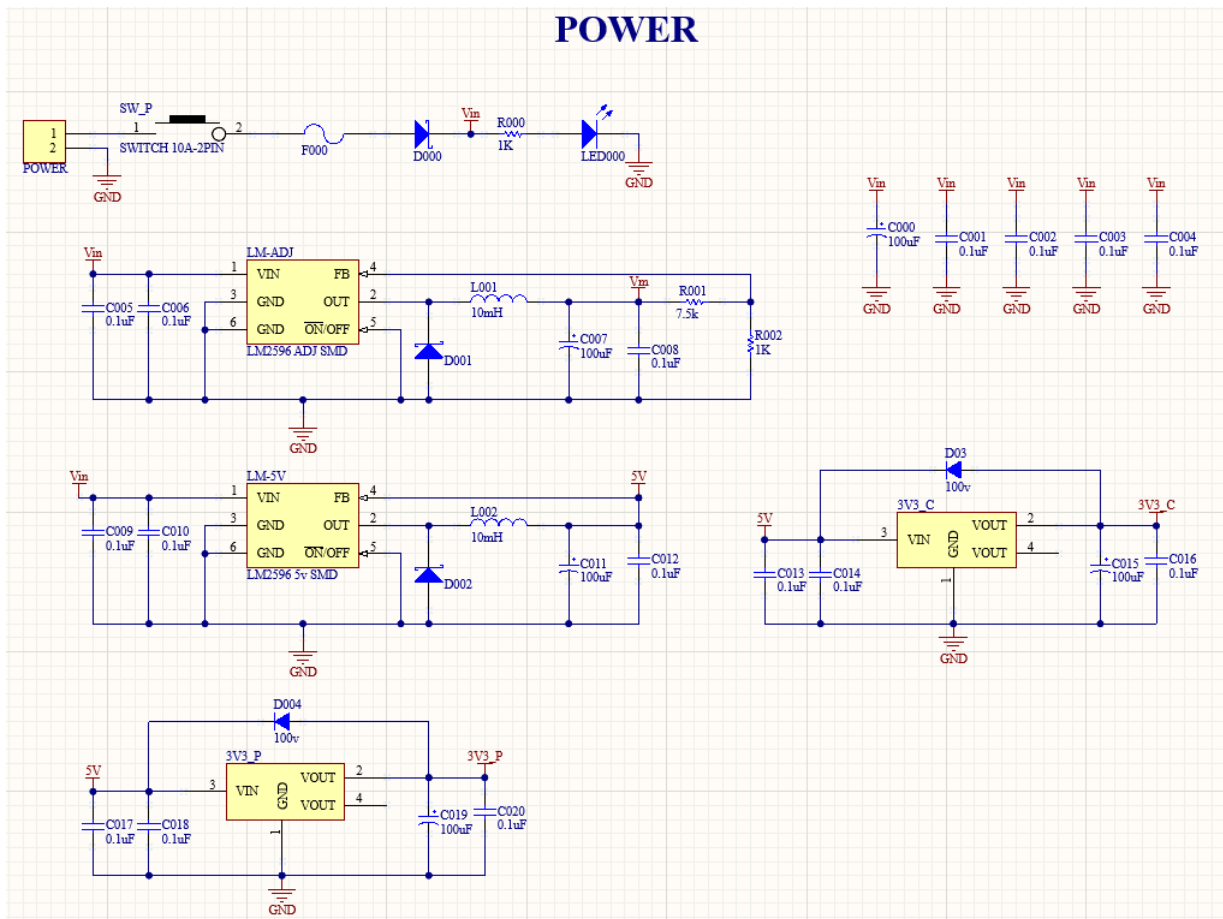 POWER
SW_P
1
2
SWITCH 10A-2PIN
1
2
POWER
GND
F000
D000
Vin
R000
1K
LED000
GND
Vin
C000
100uF
GND
Vin
C001
0.1uF
GND
Vin
C002
0.1uF
GND
Vin
C003
0.1uF
GND
Vin
C004
0.1uF
GND
Vin
C005
0.1uF
C006
0.1uF
LM-ADJ
1 VIN FB 4
3 GND OUT 2
6 GND ON/OFF 5
LM2596 ADJ SMD
L001
10mH
D001
C007
100uF
Vm
C008
0.1uF
R001
7.5k
R002
1K
GND
Vin
C009
0.1uF
C010
0.1uF
LM-5V
1 VIN FB 4
3 GND OUT 2
6 GND ON/OFF 5
LM2596 5v SMD
L002
10mH
D002
C011
100uF
5V
C012
0.1uF
GND
D03
100v
5V
C013
0.1uF
C014
0.1uF
3V3_C
3 VIN
GND
1
VOUT 2
VOUT 4
3V3_C
C015
100uF
C016
0.1uF
GND
D004
100v
5V
C017
0.1uF
C018
0.1uF
3V3_P
3 VIN
GND
1
VOUT 2
VOUT 4
3V3_P
C019
100uF
C020
0.1uF
GND